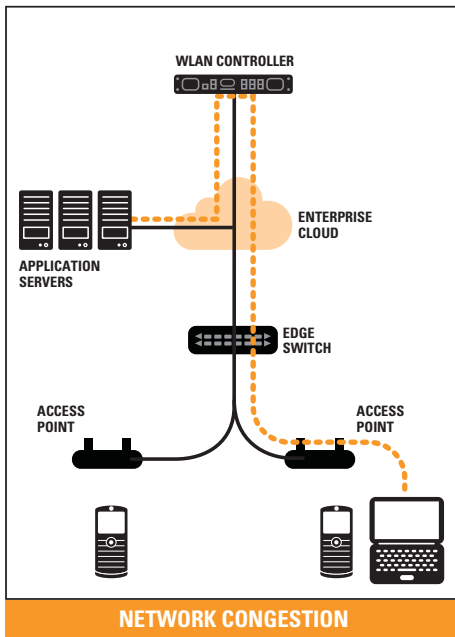 WLAN CONTROLLER
ENTERPRISE
CLOUD
APPLICATION
SERVERS
EDGE
SWITCH
ACCESS
POINT
ACCESS
POINT
NETWORK CONGESTION